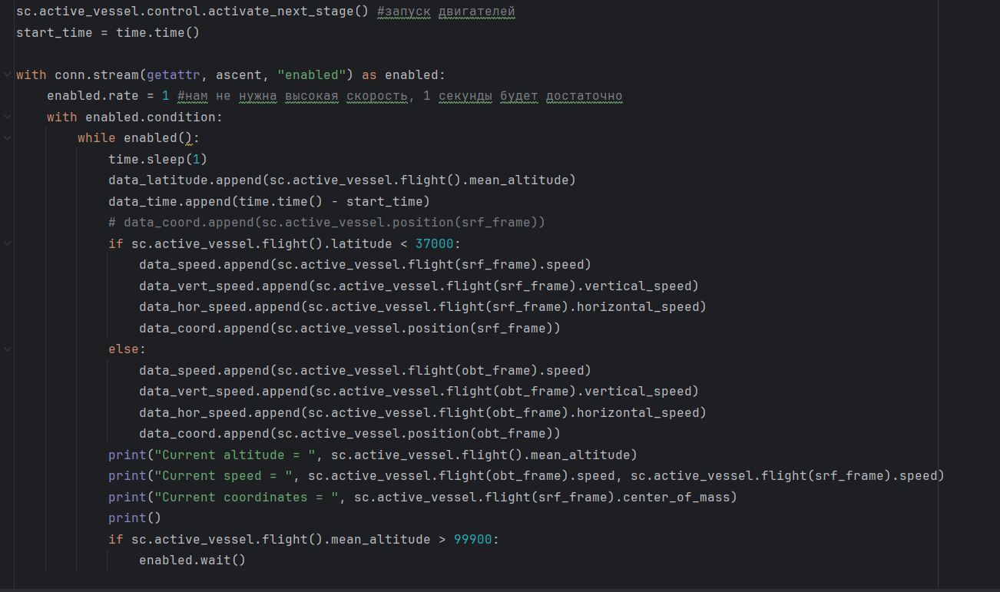 sc.active_vessel.control.activate_next_stage() #запуск двигателей
start_time = time.time()
with conn.stream(getattr, ascent, "enabled") as enabled:
    enabled.rate = 1 #нам не нужна высокая скорость, 1 секунды будет достаточно
    with enabled.condition:
        while enabled():
            time.sleep(1)
            data_latitude.append(sc.active_vessel.flight().mean_altitude)
            data_time.append(time.time() - start_time)
            # data_coord.append(sc.active_vessel.position(srf_frame))
            if sc.active_vessel.flight().latitude < 37000:
                data_speed.append(sc.active_vessel.flight(srf_frame).speed)
                data_vert_speed.append(sc.active_vessel.flight(srf_frame).vertical_speed)
                data_hor_speed.append(sc.active_vessel.flight(srf_frame).horizontal_speed)
                data_coord.append(sc.active_vessel.position(srf_frame))
            else:
                data_speed.append(sc.active_vessel.flight(obt_frame).speed)
                data_vert_speed.append(sc.active_vessel.flight(obt_frame).vertical_speed)
                data_hor_speed.append(sc.active_vessel.flight(obt_frame).horizontal_speed)
                data_coord.append(sc.active_vessel.position(obt_frame))
            print("Current altitude = ", sc.active_vessel.flight().mean_altitude)
            print("Current speed = ", sc.active_vessel.flight(obt_frame).speed, sc.active_vessel.flight(srf_frame).speed)
            print("Current coordinates = ", sc.active_vessel.flight(srf_frame).center_of_mass)
            print()
            if sc.active_vessel.flight().mean_altitude > 99900:
                enabled.wait()